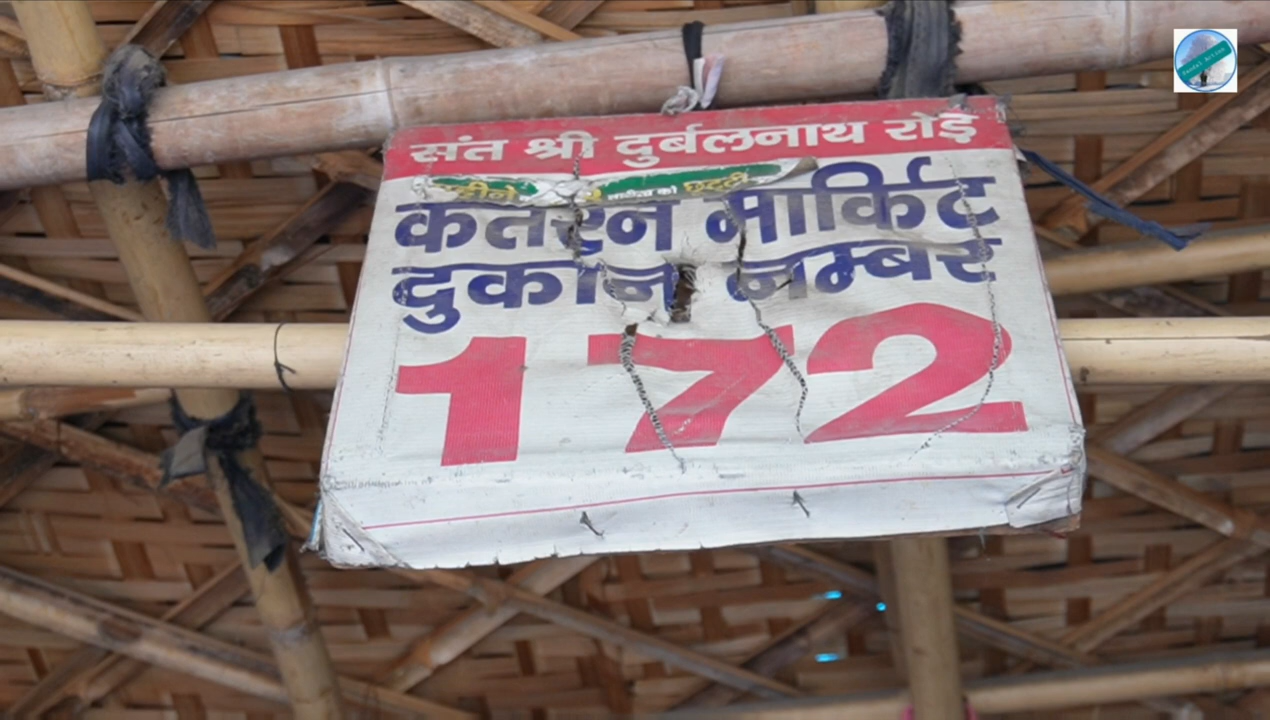 संत श्री दुर्बलनाथ रोड़
को छुट्टी
कतरन मार्किट
दुकान नम्बर
172